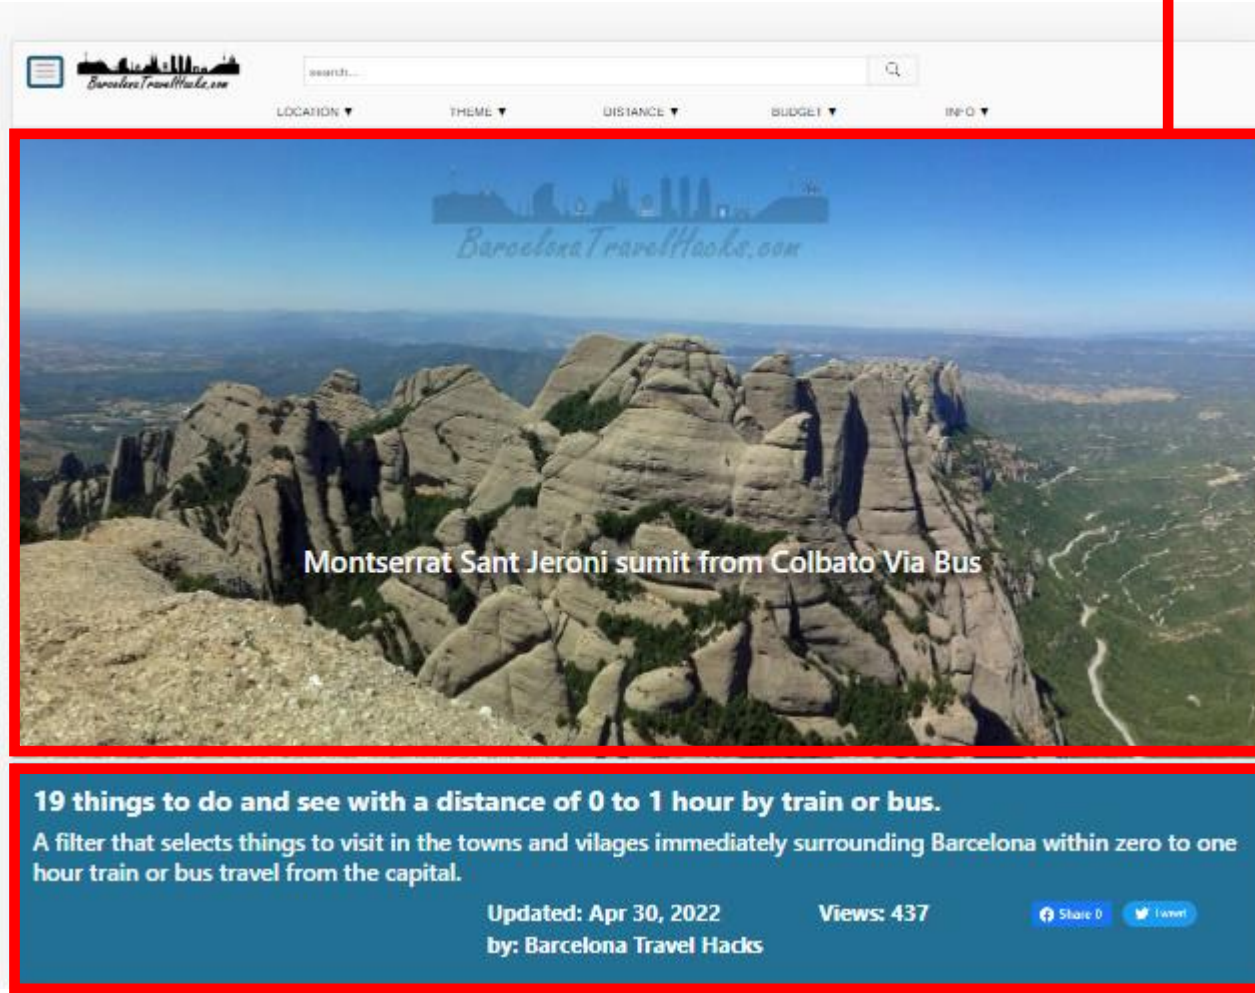 BarcelonaTravelHacks.com
search...
LOCATION ▼ THEME ▼ DISTANCE ▼ BUDGET ▼ INFO ▼
BarcelonaTravelHacks.com
Montserrat Sant Jeroni sumit from Colbato Via Bus
19 things to do and see with a distance of 0 to 1 hour by train or bus.
A filter that selects things to visit in the towns and vilages immediately surrounding Barcelona within zero to one
hour train or bus travel from the capital.
Updated: Apr 30, 2022 Views: 437 Share 0 Tweet
by: Barcelona Travel Hacks